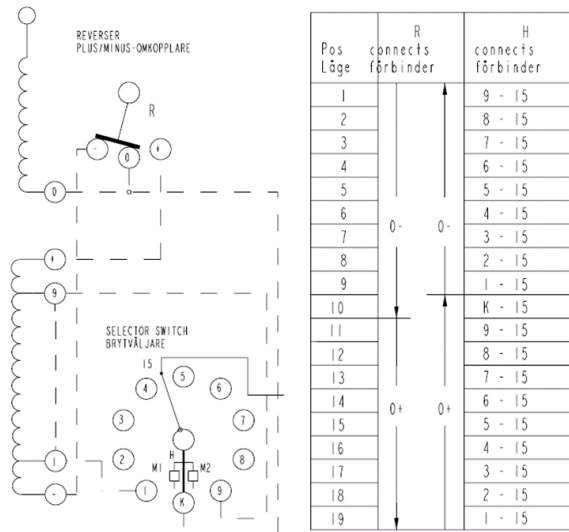 REVERSER
PLUS/MINUS-OMKOPPLARE
R
- 0 +
0
+
9
SELECTOR SWITCH
BRYTVÄLJARE
15
5
4
6
3
7
H
2
M1
M2
8
1
1
K
9
-
R H
Pos connects connects
Läge förbinder förbinder
1 9 - 15
2 8 - 15
3 7 - 15
4 6 - 15
5 5 - 15
6 4 - 15
7 0- 0- 3 - 15
8 2 - 15
9 1 - 15
10 K - 15
11 9 - 15
12 8 - 15
13 7 - 15
14 6 - 15
15 0+ 0+ 5 - 15
16 4 - 15
17 3 - 15
18 2 - 15
19 1 - 15